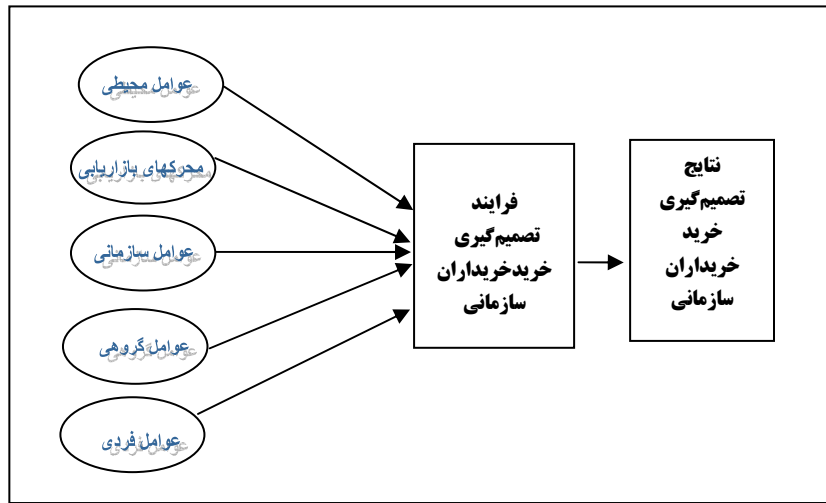 عوامل محیطی
محرکهای بازاریابی
عوامل سازمانی
عوامل گروهی
عوامل فردی
فرایند
تصمیم‌گیری
خریدخریداران
سازمانی
نتایج
تصمیم‌گیری
خرید
خریداران
سازمانی